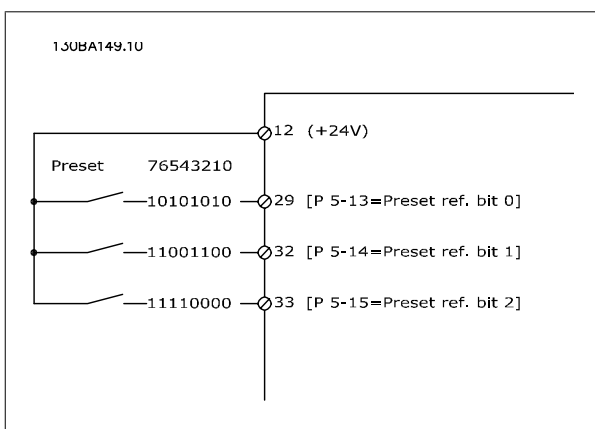 130BA149.10
12 (+24V)
Preset 76543210
10101010 29 [P 5-13=Preset ref. bit 0]
11001100 32 [P 5-14=Preset ref. bit 1]
11110000 33 [P 5-15=Preset ref. bit 2]